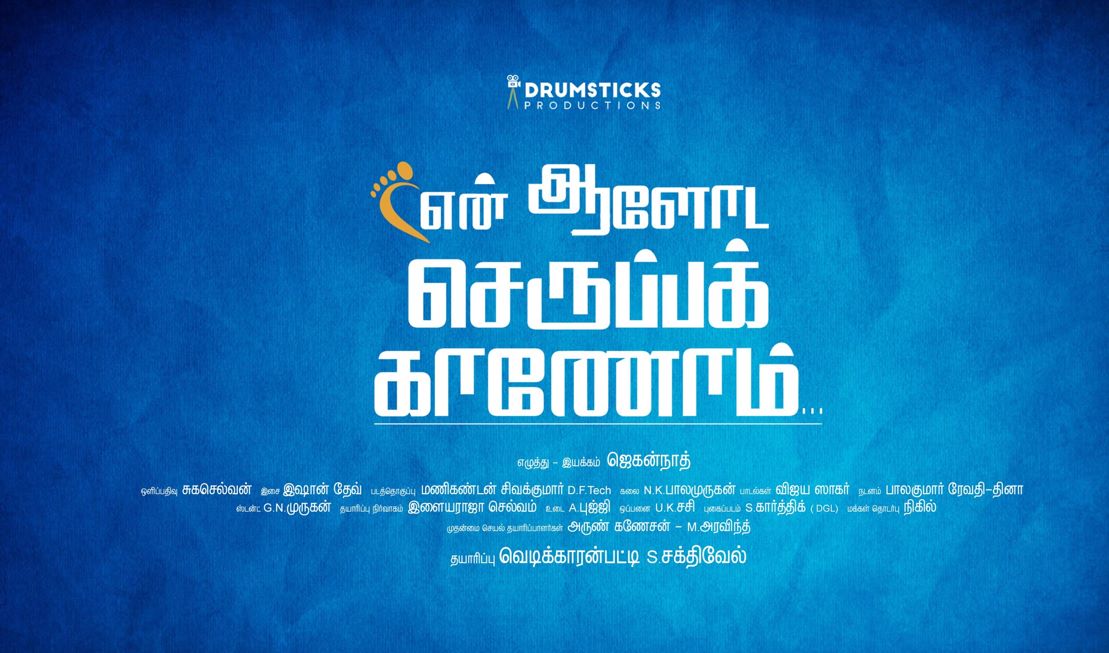 DRUMSTICKS
PRODUCTIONS
என் ஆளோட
செருப்பக்
காணோம்...
எழுத்து - இயக்கம் ஜெகன்நாத்
ஒளிப்பதிவு சுகசெல்வன் இசை இஷான் தேவ் படத்தொகுப்பு மணிகண்டன் சிவக்குமார் D.F.Tech கலை N.K.பாலமுருகன் பாடல்கள் விஜய ஸாகர் நடனம் பாலகுமார் ரேவதி-தினா
ஸ்டன்ட் G.N.முருகன் தயாரிப்பு நிர்வாகம் இளையராஜா செல்வம் உடை A.புஜ்ஜி ஒப்பனை U.K.சசி புகைப்படம் S.கார்த்திக் (DGL) மக்கள் தொடர்பு நிகில்
முதன்மை செயல் தயாரிப்பாளர்கள் அருண் கணேசன் - M.அரவிந்த்
தயாரிப்பு வெடிக்காரன்பட்டி S.சக்திவேல்